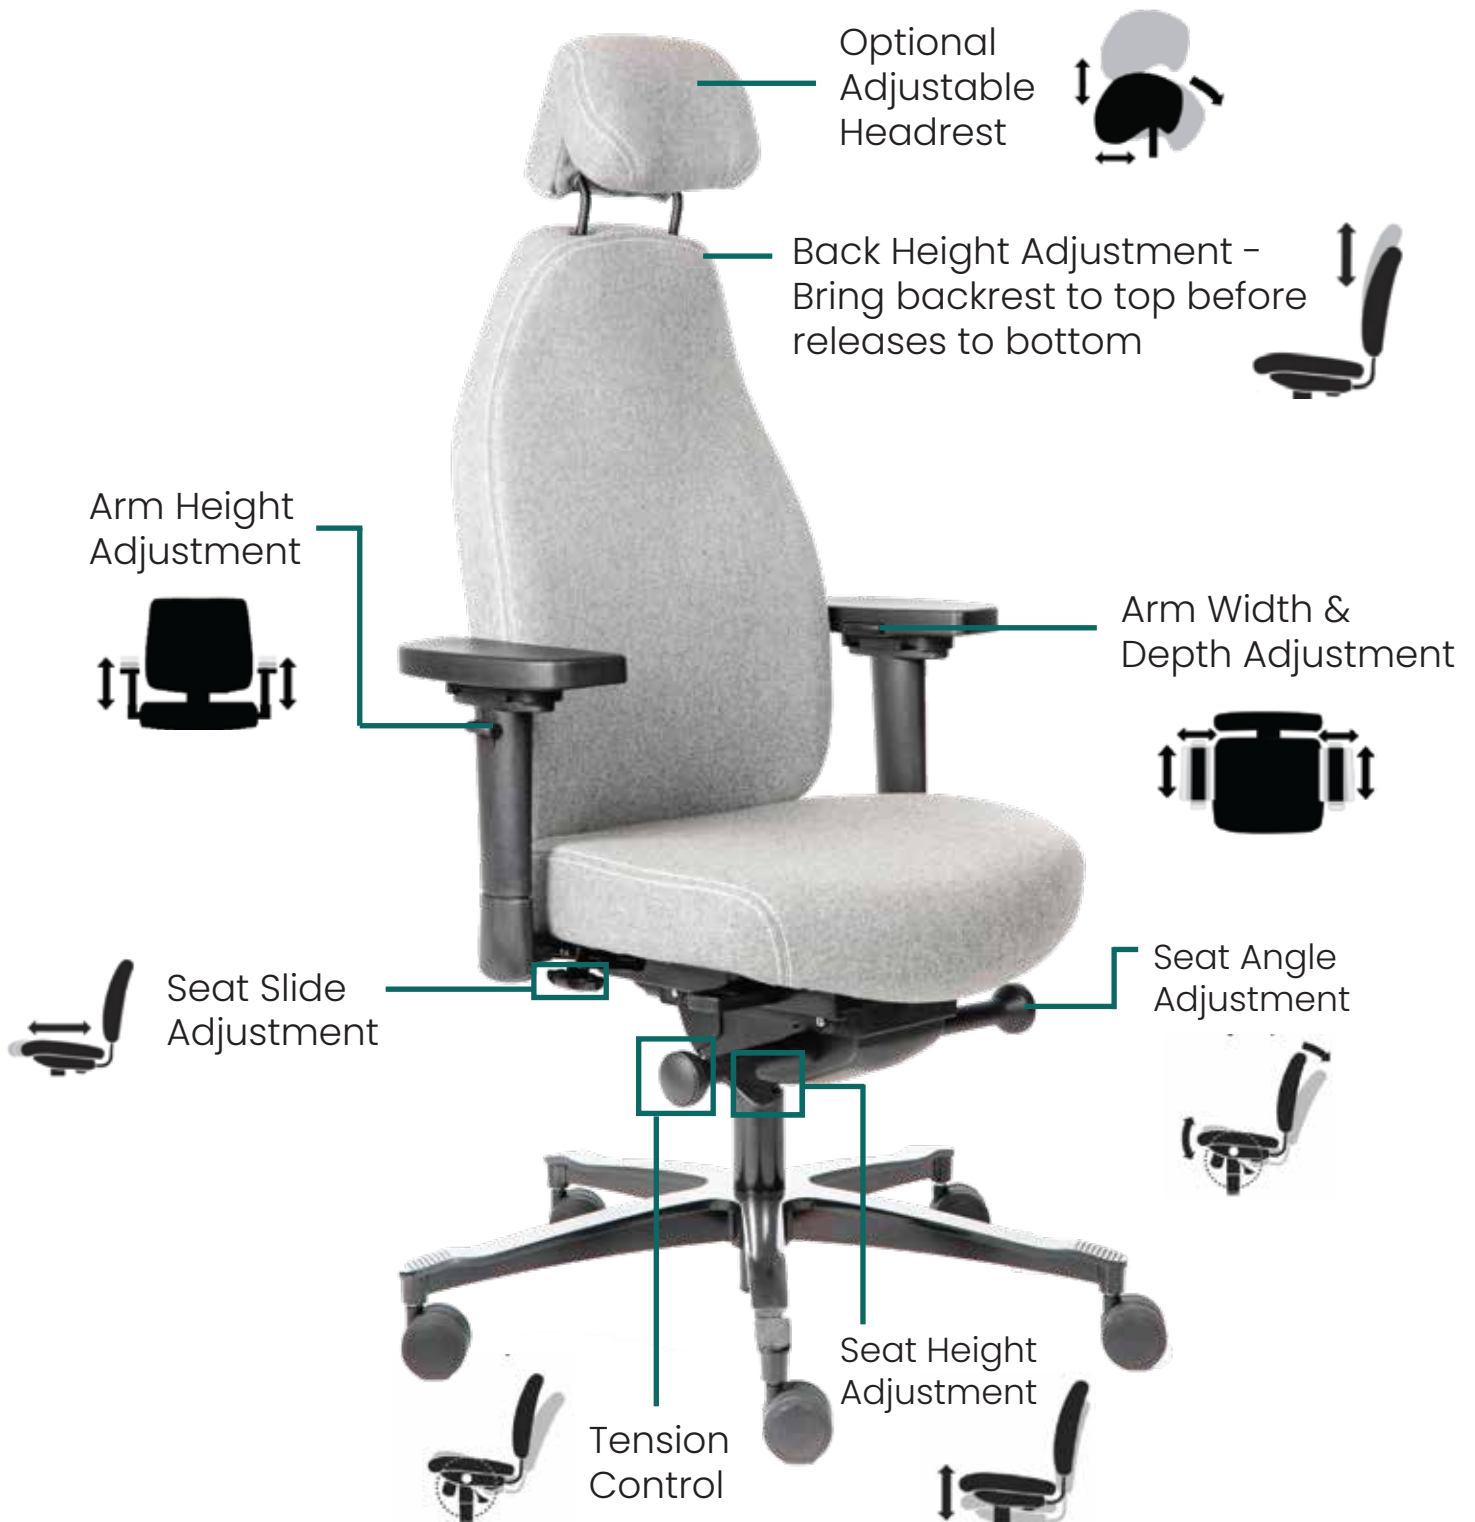 Optional
Adjustable
Headrest
Back Height Adjustment -
Bring backrest to top before
releases to bottom
Arm Height
Adjustment
Arm Width &
Depth Adjustment
Seat Slide
Adjustment
Seat Angle
Adjustment
Seat Height
Adjustment
Tension
Control